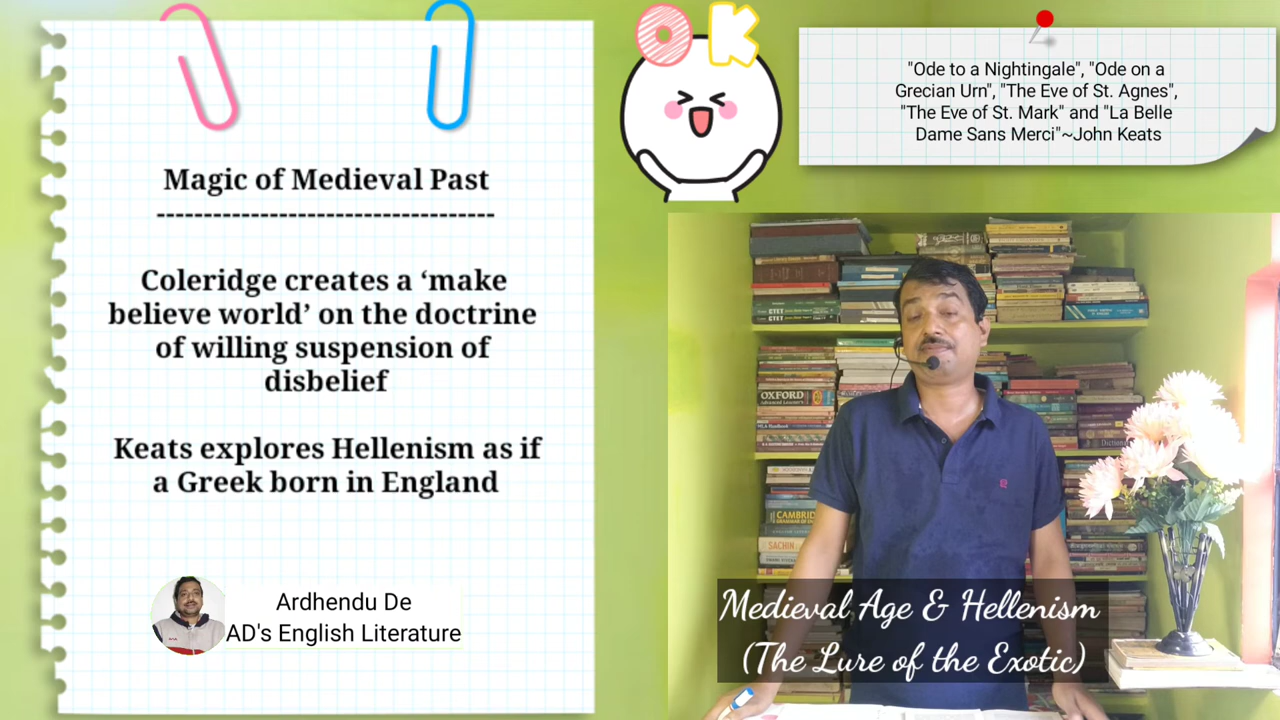 Magic of Medieval Past
------------------------------------
Coleridge creates a ‘make
believe world’ on the doctrine
of willing suspension of
disbelief
Keats explores Hellenism as if
a Greek born in England
Ardhendu De
AD's English Literature
OK
"Ode to a Nightingale", "Ode on a
Grecian Urn", "The Eve of St. Agnes",
"The Eve of St. Mark" and "La Belle
Dame Sans Merci"~John Keats
OXFORD
SACHIN
Medieval Age & Hellenism
(The Lure of the Exotic)